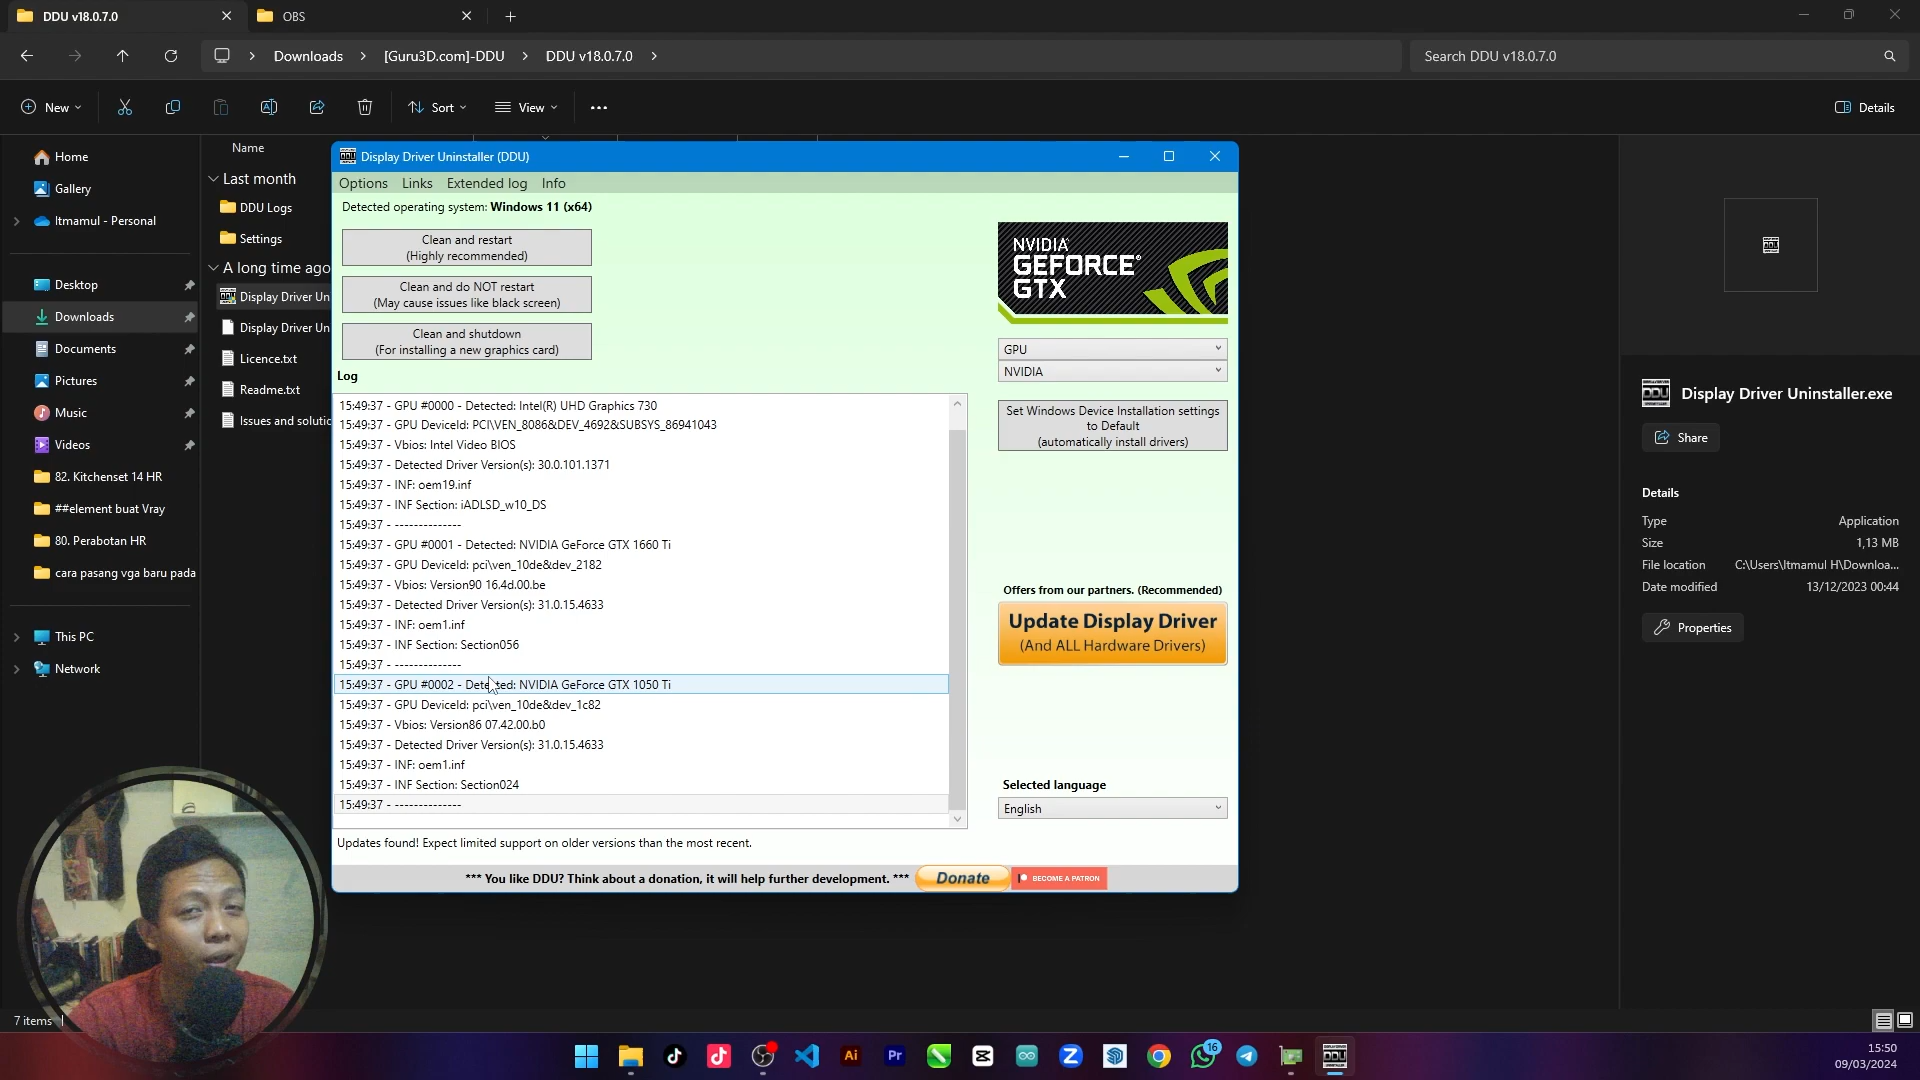 DDU v18.0.7.0
OBS
Downloads
[Guru3D.com]-DDU
DDU v18.0.7.0
Search DDU v18.0.7.0
New
Sort
View
Details
Home
Gallery
Itmamul - Personal
Desktop
Downloads
Documents
Pictures
Music
Videos
82. Kitchenset 14 HR
##element buat Vray
80. Perabotan HR
cara pasang vga baru pada
This PC
Network
7 items
Name
Last month
DDU Logs
Settings
A long time ago
Display Driver Un
Display Driver Un
Licence.txt
Readme.txt
Issues and solutic
DDU
Display Driver Uninstaller (DDU)
Options Links Extended log Info
Detected operating system: Windows 11 (x64)
Clean and restart
(Highly recommended)
Clean and do NOT restart
(May cause issues like black screen)
Clean and shutdown
(For installing a new graphics card)
Log
15:49:37 - GPU #0000 - Detected: Intel(R) UHD Graphics 730
15:49:37 - GPU DeviceId: PCI\VEN_8086&DEV_4692&SUBSYS_86941043
15:49:37 - Vbios: Intel Video BIOS
15:49:37 - Detected Driver Version(s): 30.0.101.1371
15:49:37 - INF: oem19.inf
15:49:37 - INF Section: iADLSD_w10_DS
15:49:37 - --------------
15:49:37 - GPU #0001 - Detected: NVIDIA GeForce GTX 1660 Ti
15:49:37 - GPU DeviceId: pci\ven_10de&dev_2182
15:49:37 - Vbios: Version90 16.4d.00.be
15:49:37 - Detected Driver Version(s): 31.0.15.4633
15:49:37 - INF: oem1.inf
15:49:37 - INF Section: Section056
15:49:37 - --------------
15:49:37 - GPU #0002 - Detected: NVIDIA GeForce GTX 1050 Ti
15:49:37 - GPU DeviceId: pci\ven_10de&dev_1c82
15:49:37 - Vbios: Version86 07.42.00.b0
15:49:37 - Detected Driver Version(s): 31.0.15.4633
15:49:37 - INF: oem1.inf
15:49:37 - INF Section: Section024
15:49:37 - --------------
Updates found! Expect limited support on older versions than the most recent.
*** You like DDU? Think about a donation, it will help further development. ***
Donate
BECOME A PATRON
NVIDIA
GEFORCE
GTX
GPU
NVIDIA
Set Windows Device Installation settings
to Default
(automatically install drivers)
Offers from our partners. (Recommended)
Update Display Driver
(And ALL Hardware Drivers)
Selected language
English
DDU
DDU
Display Driver Uninstaller.exe
Share
Details
Type Application
Size 1,13 MB
File location C:\Users\Itmamul H\Downloa...
Date modified 13/12/2023 00:44
Properties
Ai
Pr
Z
16
DDU
15:50
09/03/2024